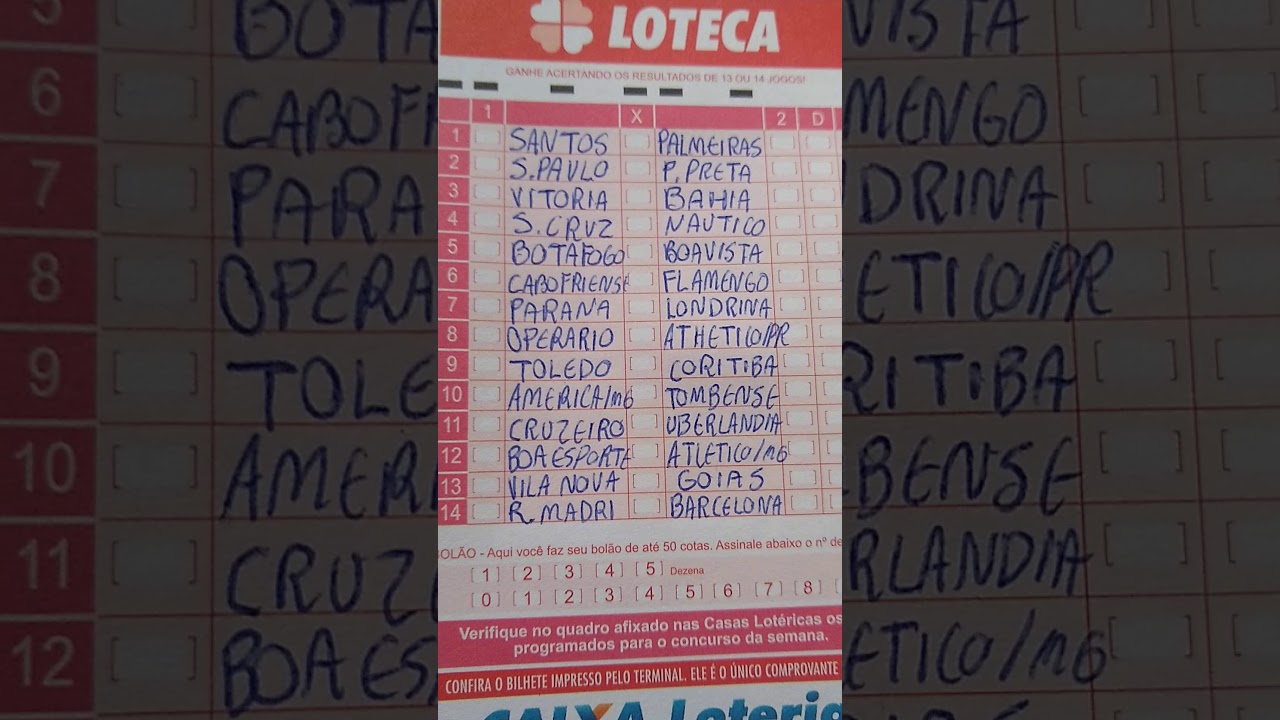 LOTECA
GANHE ACERTANDO OS RESULTADOS DE 13 OU 14 JOGOS!
1 X 2 D
1 SANTOS PALMEIRAS
2 S.PAULO P.PRETA
3 VITORIA BAHIA
4 S.CRUZ NAUTICO
5 BOTAFOGO BOAVISTA
6 CABOFRIENSE FLAMENGO
7 PARANA LONDRINA
8 OPERARIO ATHETICO/PR
9 TOLEDO CORITIBA
10 AMERICA/MG TOMBENSE
11 CRUZEIRO UBERLANDIA
12 BOA ESPORTE ATLETICO/MG
13 VILA NOVA GOIAS
14 R. MADRI BARCELONA
BOLÃO - Aqui você faz seu bolão de até 50 cotas. Assinale abaixo o nº de
[1] [2] [3] [4] [5] Dezena
[0] [1] [2] [3] [4] [5] [6] [7] [8]
Verifique no quadro afixado nas Casas Lotéricas os
programados para o concurso da semana.
CONFIRA O BILHETE IMPRESSO PELO TERMINAL. ELE É O ÚNICO COMPROVANTE
CAIXA Loteria